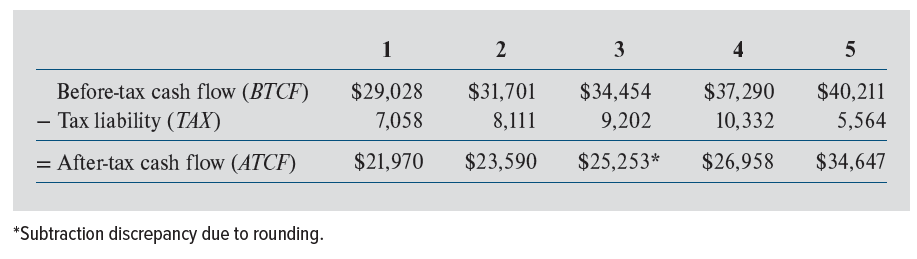 1 2 3 4 5
Before-tax cash flow (BTCF) $29,028 $31,701 $34,454 $37,290 $40,211
− Tax liability (TAX) 7,058 8,111 9,202 10,332 5,564
= After-tax cash flow (ATCF) $21,970 $23,590 $25,253* $26,958 $34,647
*Subtraction discrepancy due to rounding.